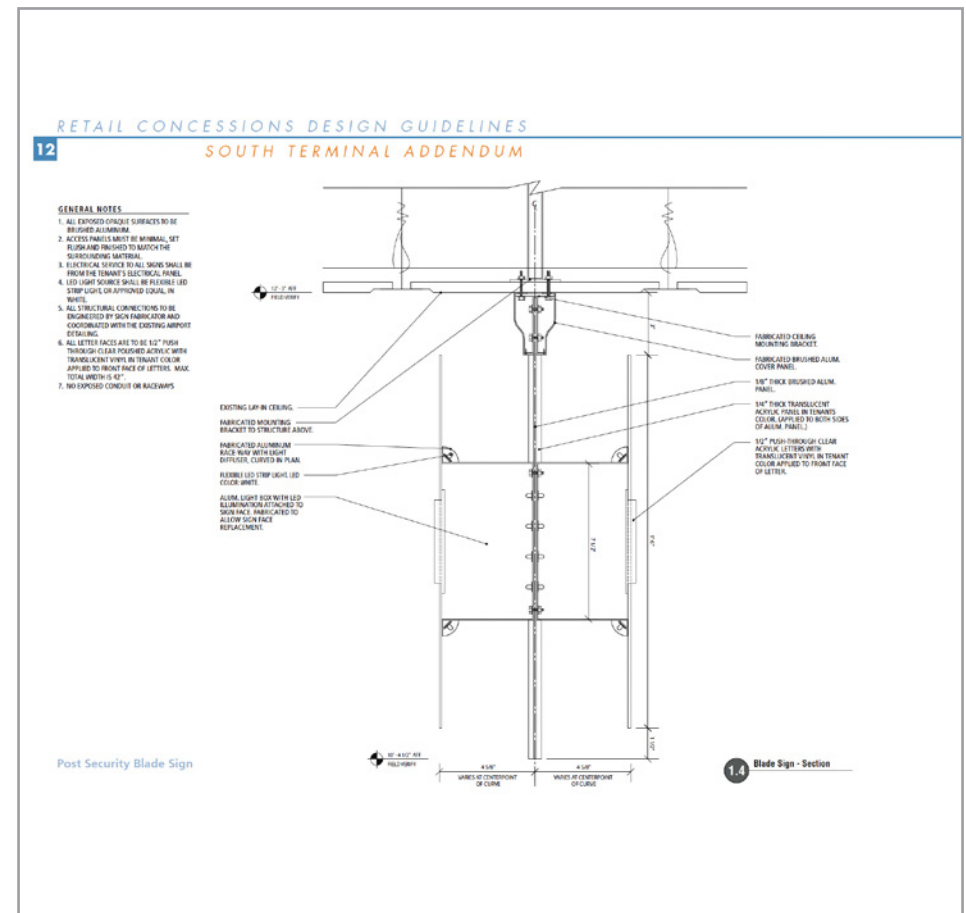 RETAIL CONCESSIONS DESIGN GUIDELINES
12
SOUTH TERMINAL ADDENDUM
GENERAL NOTES
1. ALL EXPOSED OPAQUE SURFACES TO BE
BRUSHED ALUMINUM.
2. ACCESS PANELS MUST BE MINIMAL, SET
FLUSH AND FINISHED TO MATCH THE
SURROUNDING MATERIAL.
3. ELECTRICAL SERVICE TO ALL SIGNS SHALL BE
FROM THE TENANT'S ELECTRICAL PANEL.
4. LED LIGHT SOURCE SHALL BE FLEXIBLE LED
STRIP LIGHT, OR APPROVED EQUAL, IN
WHITE.
5. ALL STRUCTURAL CONNECTIONS TO BE
ENGINEERED BY SIGN FABRICATOR AND
COORDINATED WITH THE EXISTING AIRPORT
DETAILING.
6. ALL LETTER FACES ARE TO BE 1/2" PUSH
THROUGH CLEAR POLISHED ACRYLIC WITH
TRANSLUCENT VINYL IN TENANT COLOR
APPLIED TO FRONT FACE OF LETTERS. MAX.
TOTAL WIDTH IS 42".
7. NO EXPOSED CONDUIT OR RACEWAYS
FIELD VERIFY
EXISTING LAY-IN CEILING.
FABRICATED MOUNTING
BRACKET TO STRUCTURE ABOVE.
FABRICATED ALUMINUM
RACE-WAY WITH LIGHT
DIFFUSER, CURVED IN PLAN.
FLEXIBLE LED STRIP LIGHT, LED
COLOR: WHITE.
ALUM. LIGHT BOX WITH LED
ILLUMINATION ATTACHED TO
SIGN FACE. FABRICATED TO
ALLOW SIGN FACE
REPLACEMENT.
FABRICATED CEILING
MOUNTING BRACKET.
FABRICATED BRUSHED ALUM.
COVER PANEL.
1/8" THICK BRUSHED ALUM.
PANEL.
1/4" THICK TRANSLUCENT
ACRYLIC PANEL IN TENANTS
COLOR. (APPLIED TO BOTH SIDES
OF ALUM. PANEL.)
1/2" PUSH-THROUGH CLEAR
ACRYLIC LETTERS WITH
TRANSLUCENT VINYL IN TENANT
COLOR APPLIED TO FRONT FACE
OF LETTER.
10'-4 1/2" AFF
FIELD VERIFY
4 5/8"
VARIES AT CENTERPOINT
OF CURVE
4 5/8"
VARIES AT CENTERPOINT
OF CURVE
Post Security Blade Sign
1.4 Blade Sign - Section